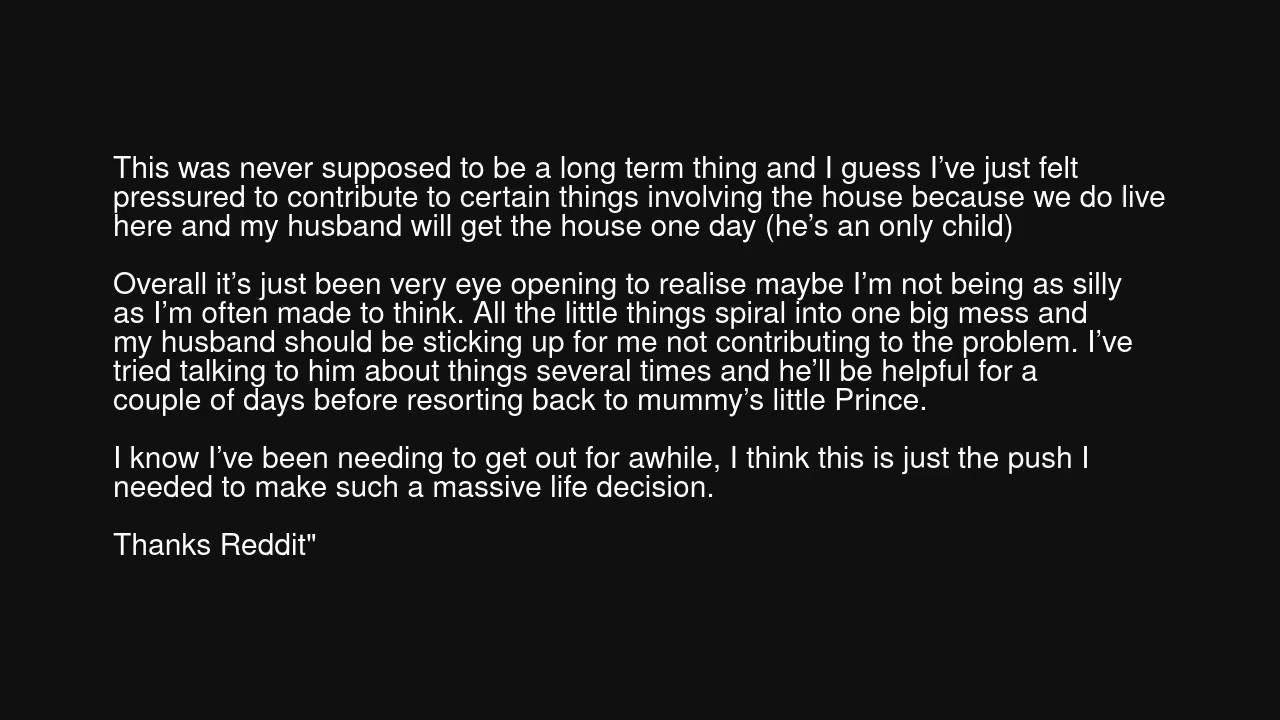 This was never supposed to be a long term thing and I guess I’ve just felt
pressured to contribute to certain things involving the house because we do live
here and my husband will get the house one day (he’s an only child)
Overall it’s just been very eye opening to realise maybe I’m not being as silly
as I’m often made to think. All the little things spiral into one big mess and
my husband should be sticking up for me not contributing to the problem. I’ve
tried talking to him about things several times and he’ll be helpful for a
couple of days before resorting back to mummy’s little Prince.
I know I’ve been needing to get out for awhile, I think this is just the push I
needed to make such a massive life decision.
Thanks Reddit"